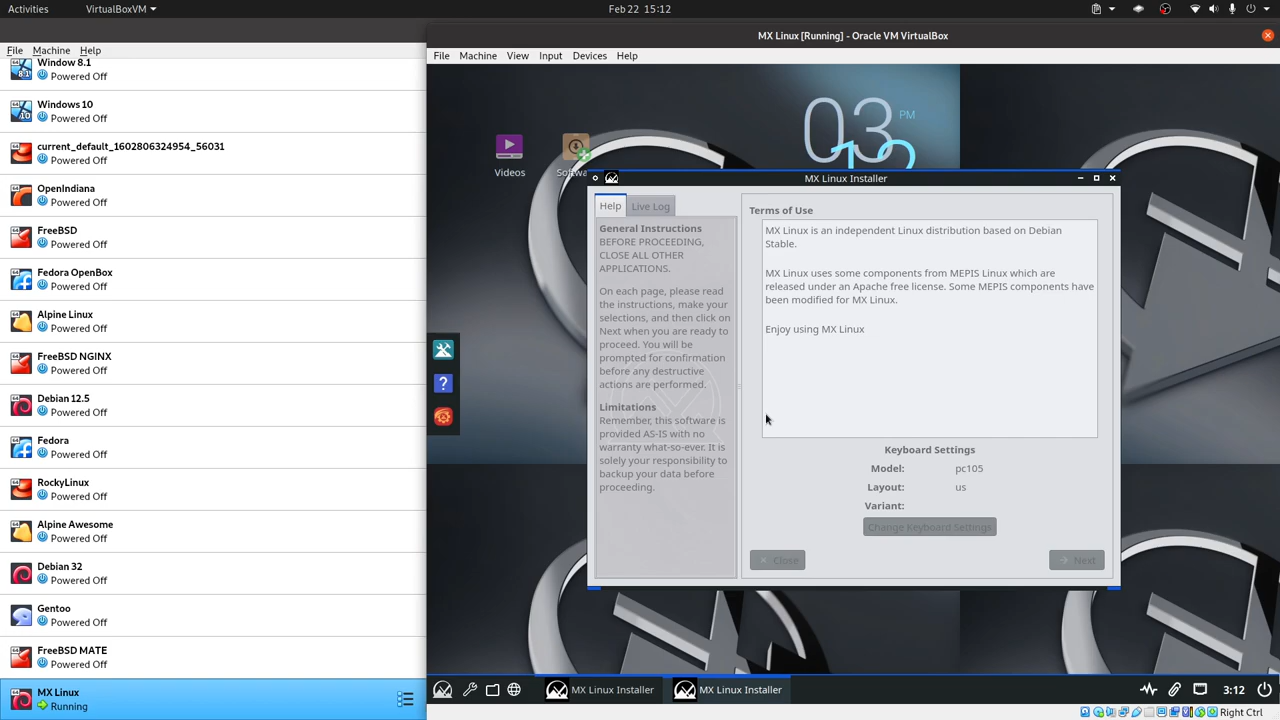 Activities
VirtualBoxVM
Feb 22 15:12
File Machine Help
Window 8.1
Powered Off
Windows 10
Powered Off
current_default_1602806324954_56031
Powered Off
OpenIndiana
Powered Off
FreeBSD
Powered Off
Fedora OpenBox
Powered Off
Alpine Linux
Powered Off
FreeBSD NGINX
Powered Off
Debian 12.5
Powered Off
Fedora
Powered Off
RockyLinux
Powered Off
Alpine Awesome
Powered Off
Debian 32
Powered Off
Gentoo
Powered Off
FreeBSD MATE
Powered Off
MX Linux
Running
MX Linux [Running] - Oracle VM VirtualBox
File Machine View Input Devices Help
03 PM
12
Videos
MX Linux Installer
Help
Live Log
General Instructions
BEFORE PROCEEDING,
CLOSE ALL OTHER
APPLICATIONS.
On each page, please read
the instructions, make your
selections, and then click on
Next when you are ready to
proceed. You will be
prompted for confirmation
before any destructive
actions are performed.
Limitations
Remember, this software is
provided AS-IS with no
warranty what-so-ever. It is
solely your responsibility to
backup your data before
proceeding.
Terms of Use
MX Linux is an independent Linux distribution based on Debian
Stable.
MX Linux uses some components from MEPIS Linux which are
released under an Apache free license. Some MEPIS components have
been modified for MX Linux.
Enjoy using MX Linux
Keyboard Settings
Model: pc105
Layout: us
Variant:
Change Keyboard Settings
Close
Next
MX Linux Installer
MX Linux Installer
3:12
Right Ctrl